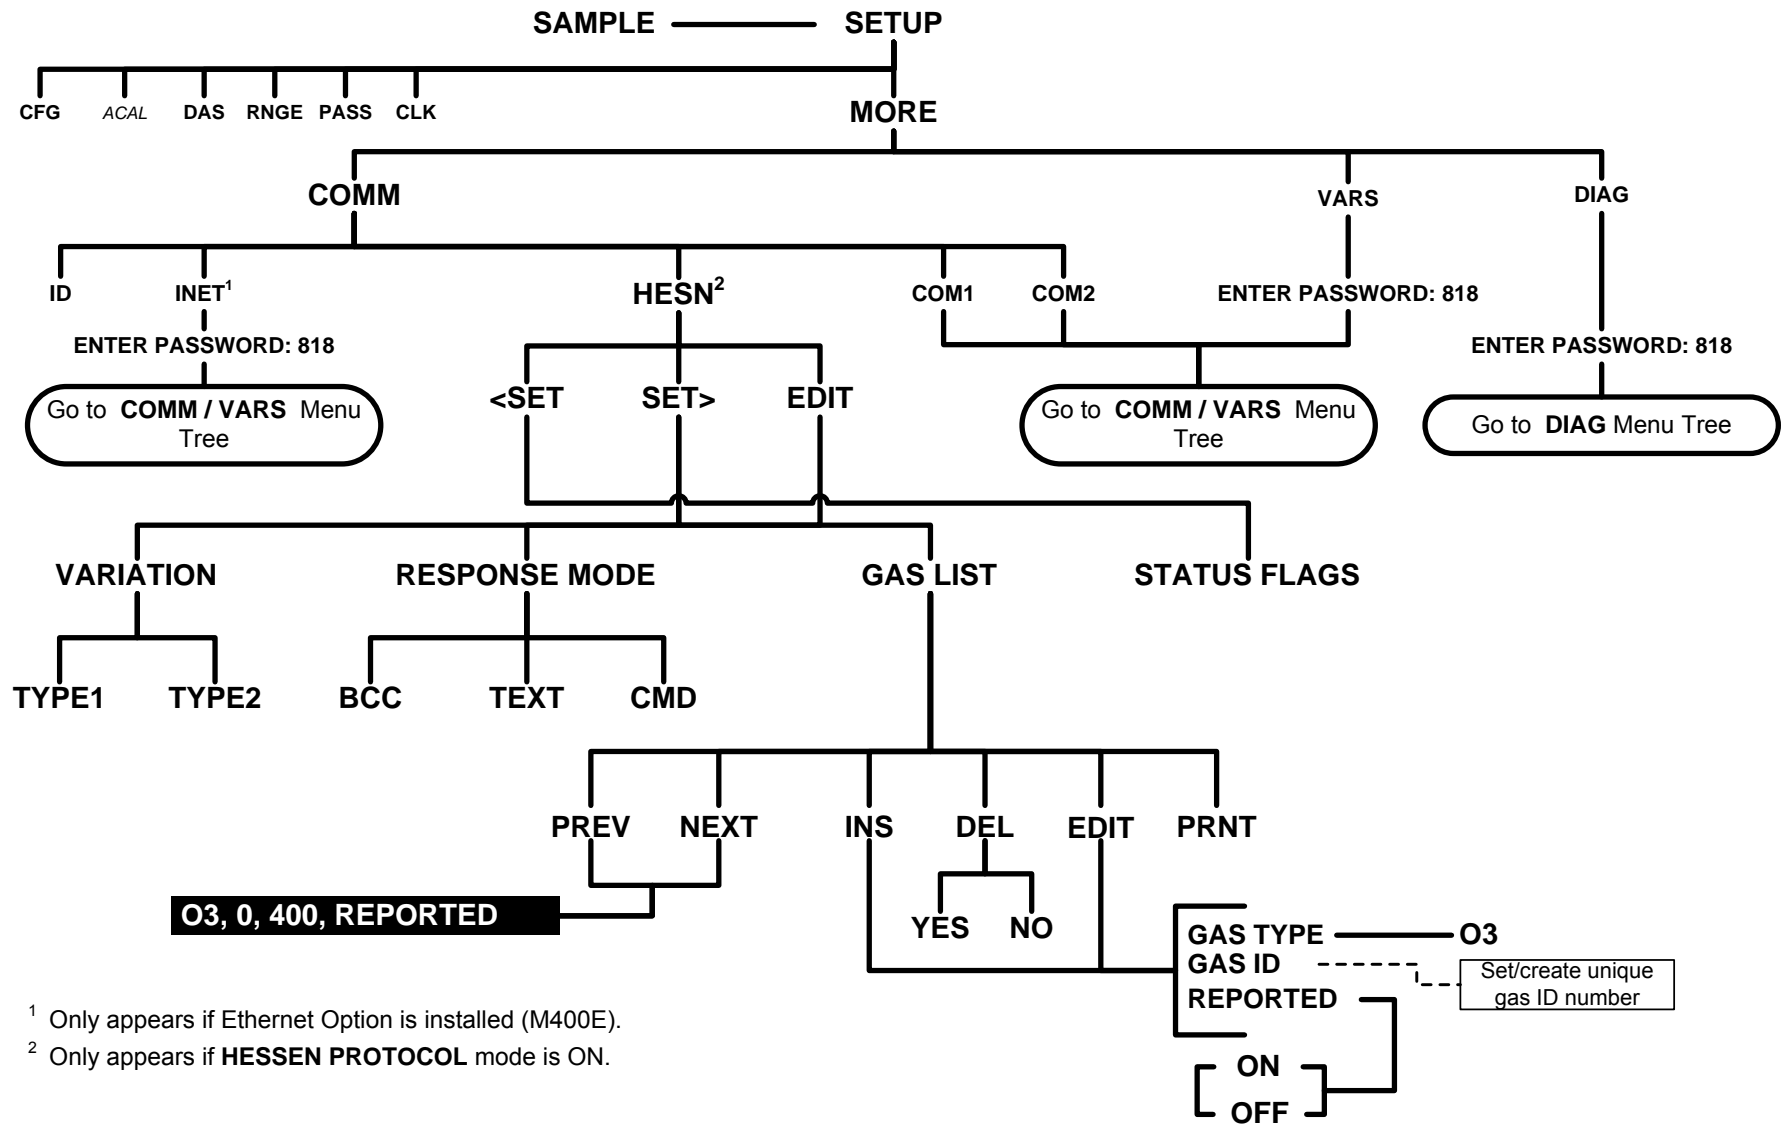 SAMPLE SETUP
CFG ACAL DAS RNGE PASS CLK MORE
COMM VARS DIAG
ID INET1 HESN2 COM1 COM2 ENTER PASSWORD: 818
ENTER PASSWORD: 818 ENTER PASSWORD: 818
<SET SET> EDIT
Go to COMM / VARS Menu
Tree
Go to COMM / VARS Menu
Tree
Go to DIAG Menu Tree
VARIATION RESPONSE MODE GAS LIST STATUS FLAGS
TYPE1 TYPE2 BCC TEXT CMD
PREV NEXT INS DEL EDIT PRNT
O3, 0, 400, REPORTED
YES NO
GAS TYPE O3
GAS ID
Set/create unique
gas ID number
REPORTED
ON
OFF
1 Only appears if Ethernet Option is installed (M400E).
2 Only appears if HESSEN PROTOCOL mode is ON.